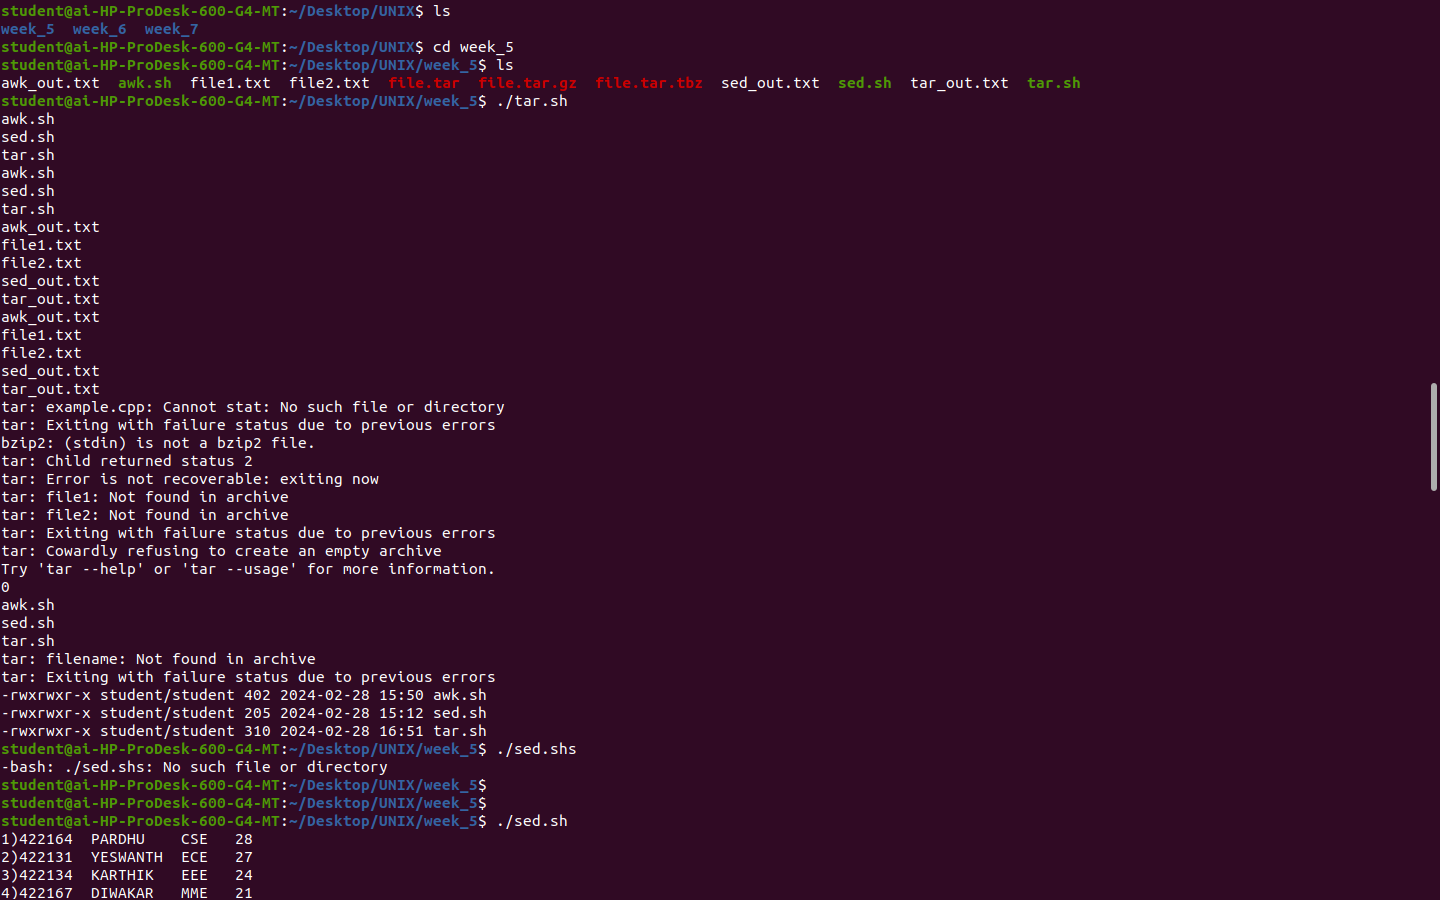 student@ai-HP-ProDesk-600-G4-MT:~/Desktop/UNIX$ ls
week_5  week_6  week_7
student@ai-HP-ProDesk-600-G4-MT:~/Desktop/UNIX$ cd week_5
student@ai-HP-ProDesk-600-G4-MT:~/Desktop/UNIX/week_5$ ls
awk_out.txt  awk.sh  file1.txt  file2.txt  file.tar  file.tar.gz  file.tar.tbz  sed_out.txt  sed.sh  tar_out.txt  tar.sh
student@ai-HP-ProDesk-600-G4-MT:~/Desktop/UNIX/week_5$ ./tar.sh
awk.sh
sed.sh
tar.sh
awk.sh
sed.sh
tar.sh
awk_out.txt
file1.txt
file2.txt
sed_out.txt
tar_out.txt
awk_out.txt
file1.txt
file2.txt
sed_out.txt
tar_out.txt
tar: example.cpp: Cannot stat: No such file or directory
tar: Exiting with failure status due to previous errors
bzip2: (stdin) is not a bzip2 file.
tar: Child returned status 2
tar: Error is not recoverable: exiting now
tar: file1: Not found in archive
tar: file2: Not found in archive
tar: Exiting with failure status due to previous errors
tar: Cowardly refusing to create an empty archive
Try 'tar --help' or 'tar --usage' for more information.
0
awk.sh
sed.sh
tar.sh
tar: filename: Not found in archive
tar: Exiting with failure status due to previous errors
-rwxrwxr-x student/student 402 2024-02-28 15:50 awk.sh
-rwxrwxr-x student/student 205 2024-02-28 15:12 sed.sh
-rwxrwxr-x student/student 310 2024-02-28 16:51 tar.sh
student@ai-HP-ProDesk-600-G4-MT:~/Desktop/UNIX/week_5$ ./sed.shs
-bash: ./sed.shs: No such file or directory
student@ai-HP-ProDesk-600-G4-MT:~/Desktop/UNIX/week_5$
student@ai-HP-ProDesk-600-G4-MT:~/Desktop/UNIX/week_5$
student@ai-HP-ProDesk-600-G4-MT:~/Desktop/UNIX/week_5$ ./sed.sh
1)422164  PARDHU    CSE   28
2)422131  YESWANTH  ECE   27
3)422134  KARTHIK   EEE   24
4)422167  DIWAKAR   MME   21